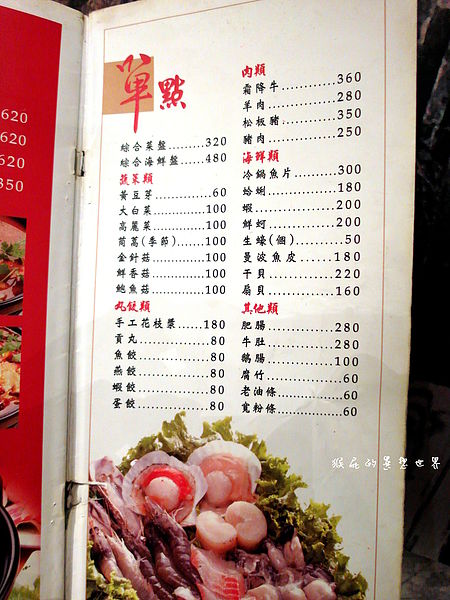 620
620
620
350
單點
綜合菜盤.........320
綜合海鮮盤......480
蔬菜類
黃豆芽............60
大白菜............100
高麗菜............100
茼萵(季節)......100
金針菇............100
鮮香菇............100
鮑魚菇............100
丸餃類
手工花枝漿......180
貢丸...............80
魚餃...............80
燕餃...............80
蝦餃...............80
蛋餃...............80
肉類
霜降牛............360
羊肉...............280
松板豬............350
豬肉...............250
海鮮類
冷鍋魚片.........300
蛤蜊...............180
蝦..................200
鮮蚵...............200
生蠔(個).........50
曼波魚皮.........180
干貝...............220
扇貝...............160
其他類
肥腸...............280
牛肚...............280
鵝腸...............100
腐竹...............60
老油條............60
寬粉條............60
猴屁的異想世界